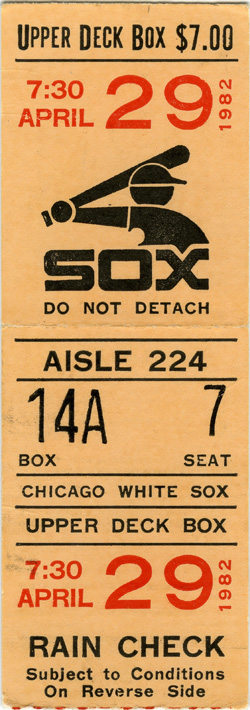 UPPER DECK BOX $7.00
7:30 APRIL 29 1982
SOX
DO NOT DETACH
AISLE 224
14A 7
BOX SEAT
CHICAGO WHITE SOX
UPPER DECK BOX
7:30 APRIL 29 1982
RAIN CHECK
Subject to Conditions
On Reverse Side